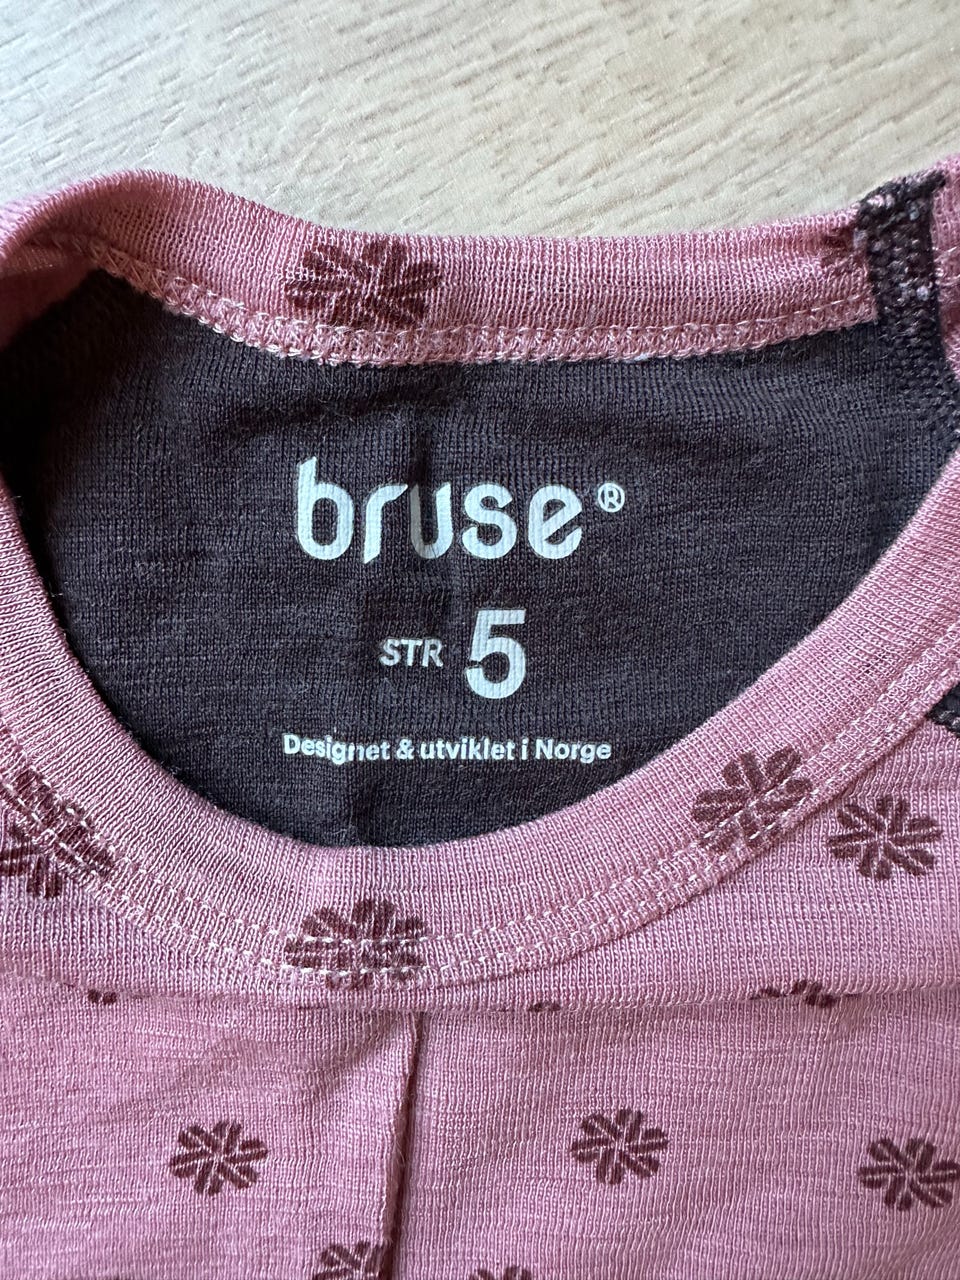 bruse®
STR 5
Designet & utviklet i Norge